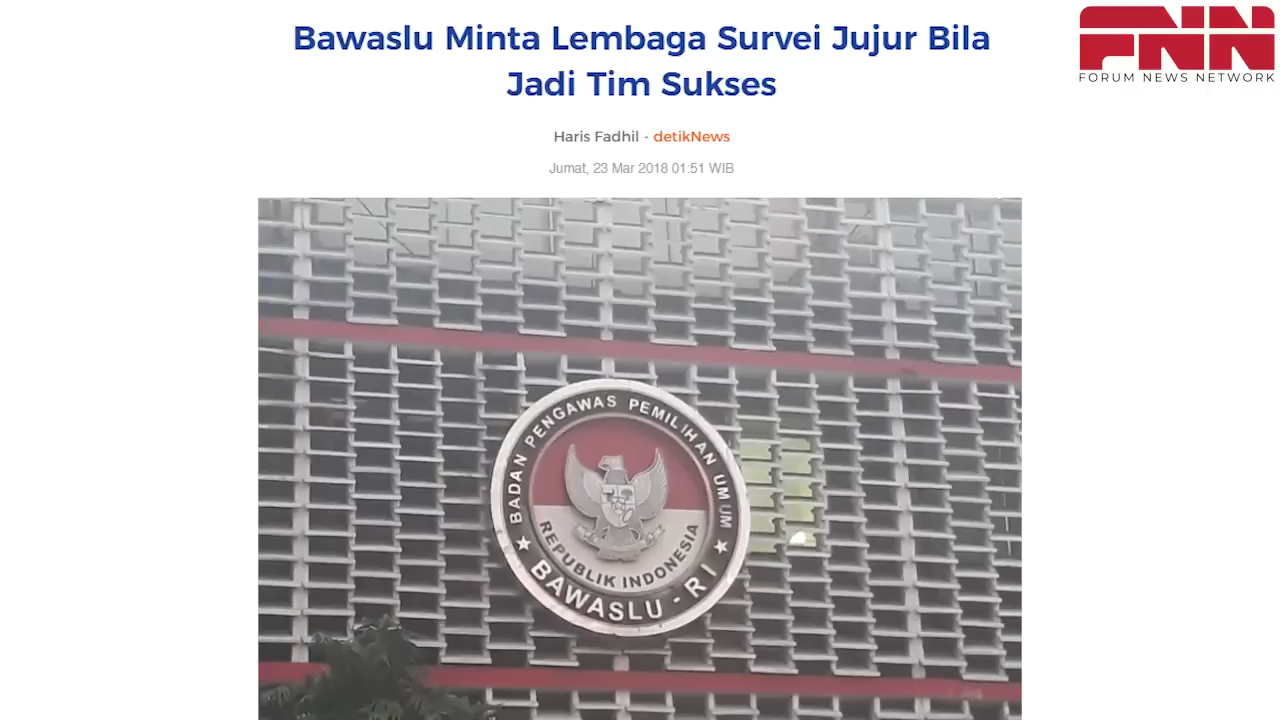 Bawaslu Minta Lembaga Survei Jujur Bila
Jadi Tim Sukses
Haris Fadhil - detikNews
Jumat, 23 Mar 2018 01:51 WIB
FNN
FORUM NEWS NETWORK
BADAN PENGAWAS PEMILIHAN UMUM
REPUBLIK INDONESIA
BAWASLU - RI